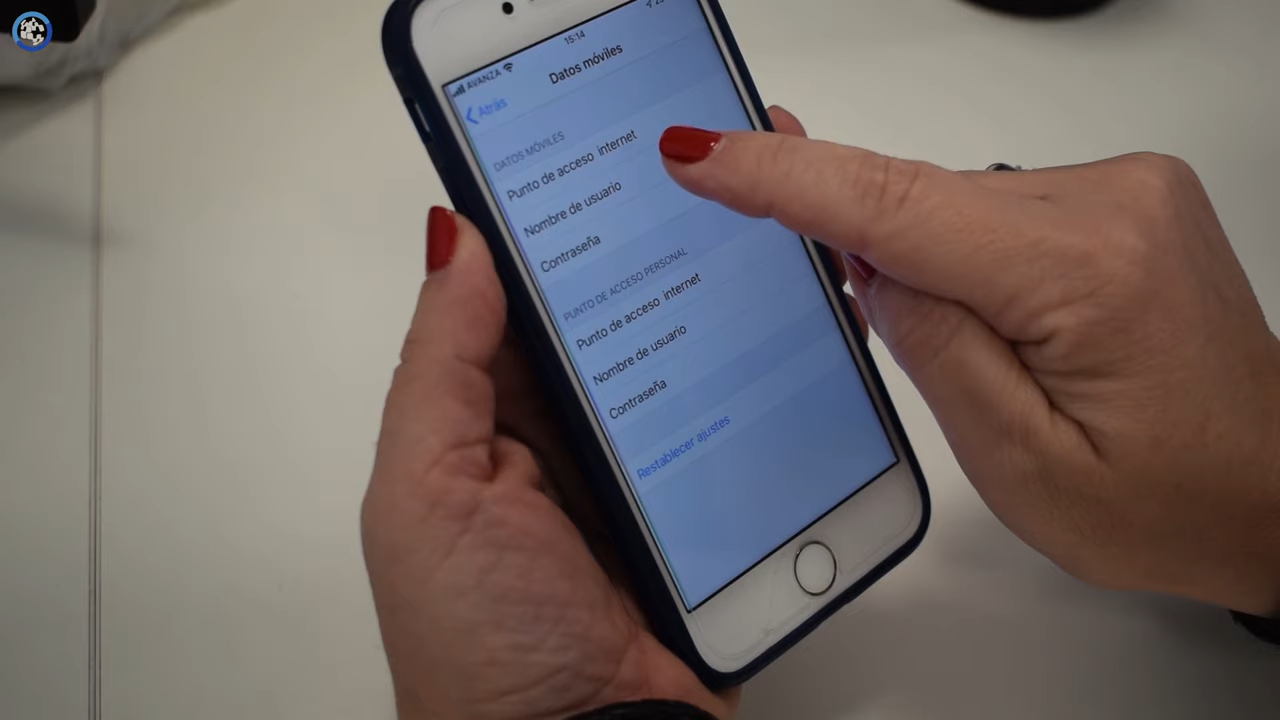 AVANZA
15:14
Atrás
Datos móviles
DATOS MÓVILES
Punto de acceso internet
Nombre de usuario
Contraseña
PUNTO DE ACCESO PERSONAL
Punto de acceso internet
Nombre de usuario
Contraseña
Restablecer ajustes